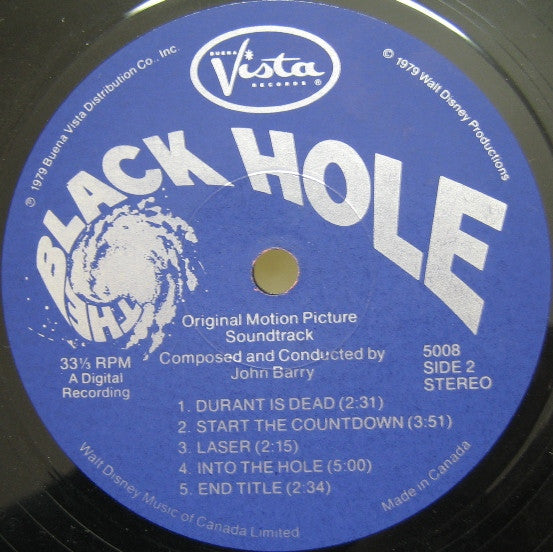 BUENA
Vista
RECORDS ®
℗ 1979 Buena Vista Distribution Co., Inc.
© 1979 Walt Disney Productions
THE BLACK HOLE
Original Motion Picture
Soundtrack
Composed and Conducted by
John Barry
33⅓ RPM
A Digital
Recording
5008
SIDE 2
STEREO
1. DURANT IS DEAD (2:31)
2. START THE COUNTDOWN (3:51)
3. LASER (2:15)
4. INTO THE HOLE (5:00)
5. END TITLE (2:34)
Walt Disney Music of Canada Limited
Made in Canada